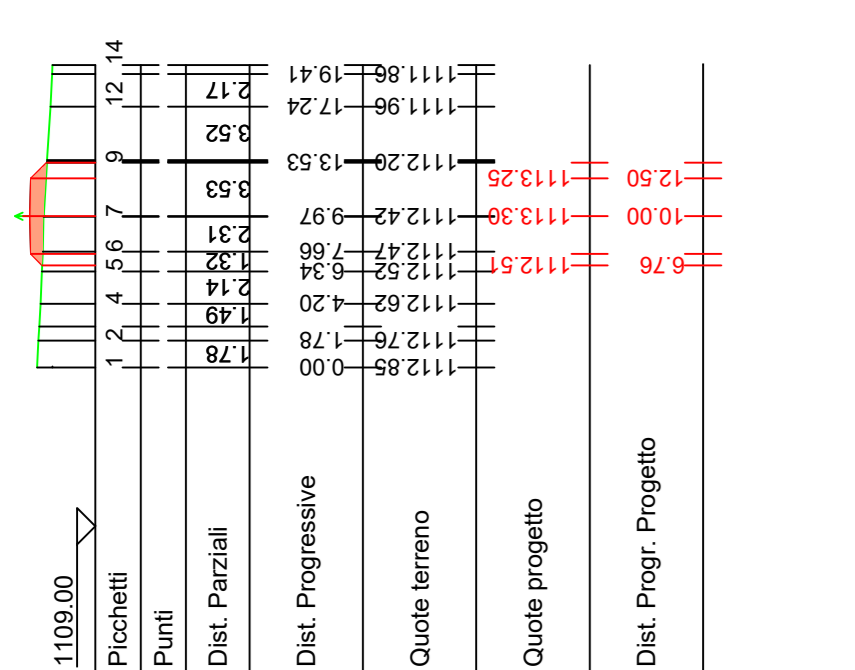 1109.00
Picchetti
1 2 4 5 6 7 9 12 14
Punti
Dist. Parziali
1.78 1.49 2.14 1.32 2.31 3.53 3.52 2.17
Dist. Progressive
0.00 1.78 4.20 6.34 7.66 9.97 13.53 17.24 19.41
Quote terreno
1112.85 1112.76 1112.62 1112.52 1112.47 1112.42 1112.20 1111.96 1111.86
Quote progetto
1112.51 1113.30 1113.25
Dist. Progr. Progetto
6.76 10.00 12.50